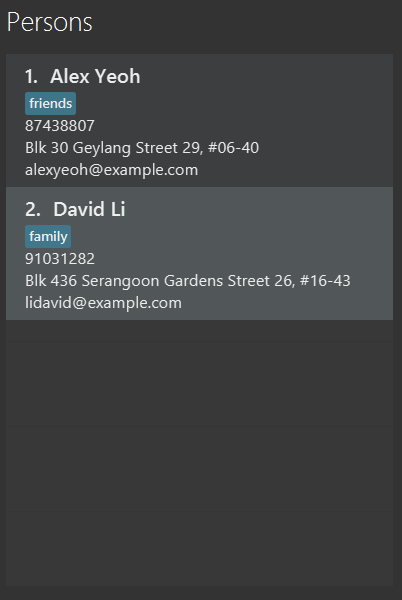 Persons
1. Alex Yeoh
friends
87438807
Blk 30 Geylang Street 29, #06-40
alexyeoh@example.com
2. David Li
family
91031282
Blk 436 Serangoon Gardens Street 26, #16-43
lidavid@example.com